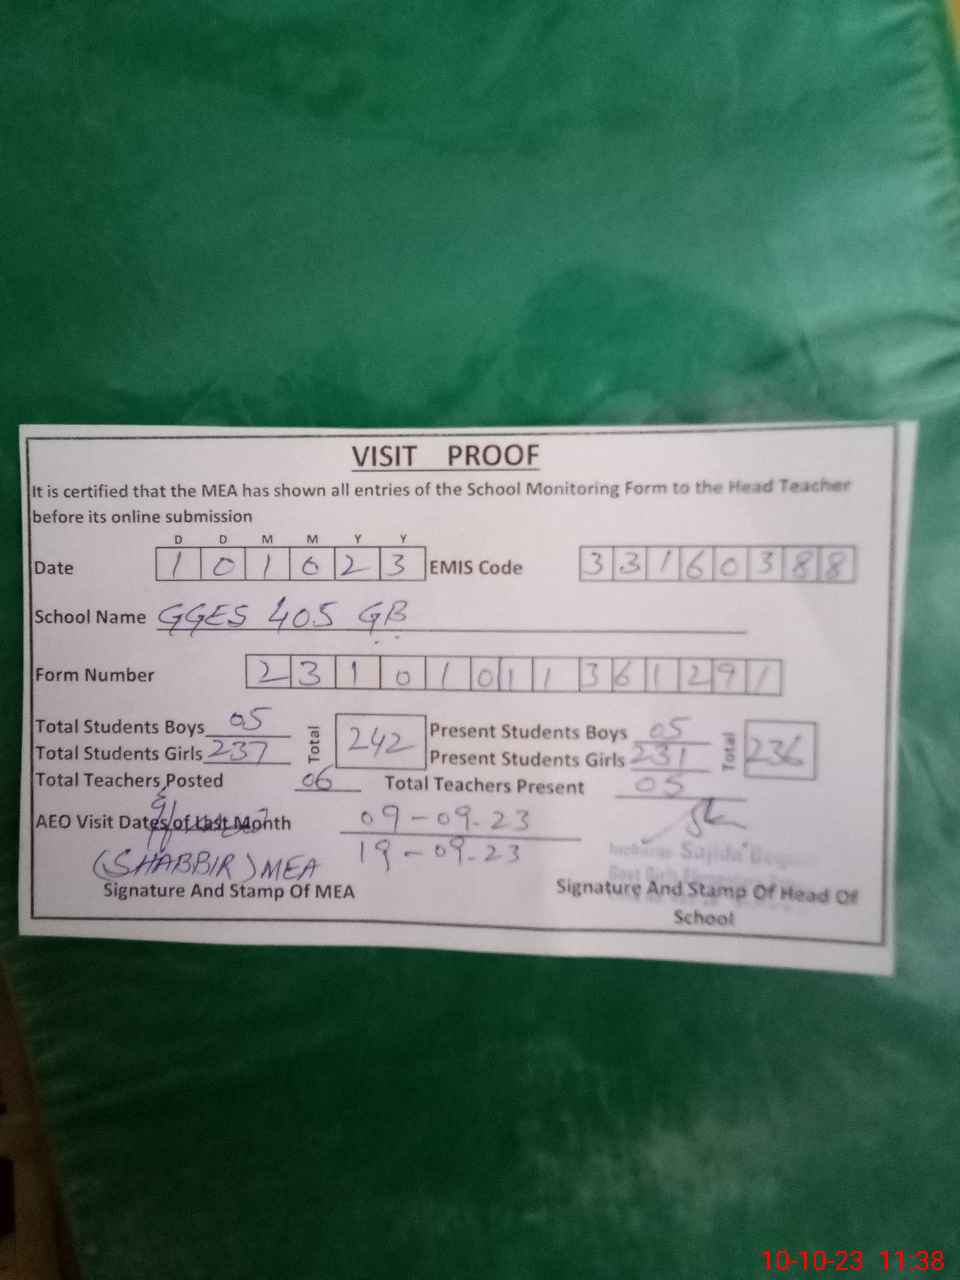 VISIT PROOF
It is certified that the MEA has shown all entries of the School Monitoring Form to the Head Teacher
before its online submission
D D M M Y Y
Date 1 0 1 0 2 3 EMIS Code 3 3 1 6 0 3 8 8
School Name GGES 405 GB
Form Number 2 3 1 0 1 0 1 1 3 6 1 2 9 1
Total Students Boys 05 Total 242 Present Students Boys 05 Total 236
Total Students Girls 237 Present Students Girls 231
Total Teachers Posted 06 Total Teachers Present 05
AEO Visit Dates of Last Month 09-09-23
19-09-23
(SHABBIR) MEA Sajida
Signature And Stamp Of MEA Signature And Stamp Of Head Of
School
10-10-23 11:38